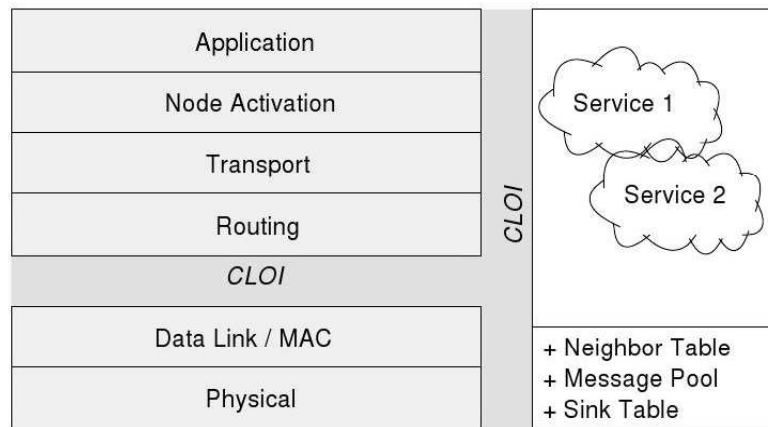 Application
Node Activation
Transport
Routing
CLOI
Data Link / MAC
Physical
CLOI
Service 1
Service 2
+ Neighbor Table
+ Message Pool
+ Sink Table